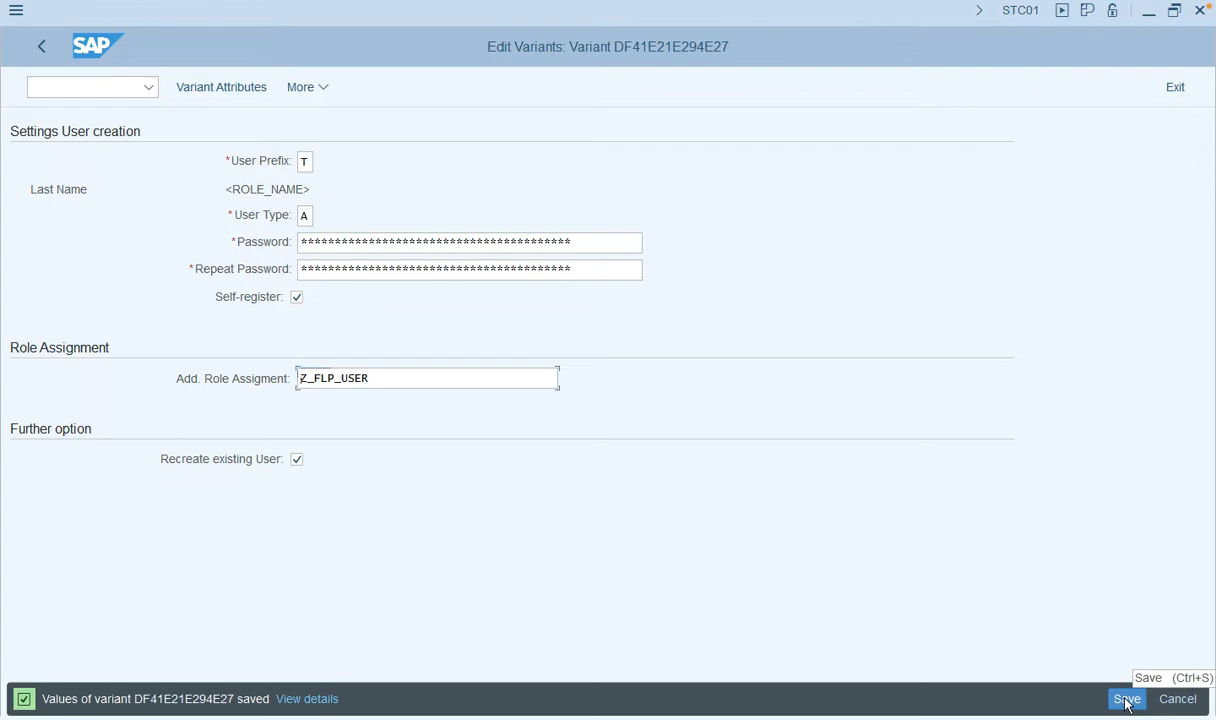 STC01
SAP
Edit Variants: Variant DF41E21E294E27
Variant Attributes
More
Exit
Settings User creation
*User Prefix: T
Last Name <ROLE_NAME>
*User Type: A
*Password: ****************************************
*Repeat Password: ****************************************
Self-register:
Role Assignment
Add. Role Assigment: Z_FLP_USER
Further option
Recreate existing User:
Save (Ctrl+S)
Values of variant DF41E21E294E27 saved View details
Save Cancel